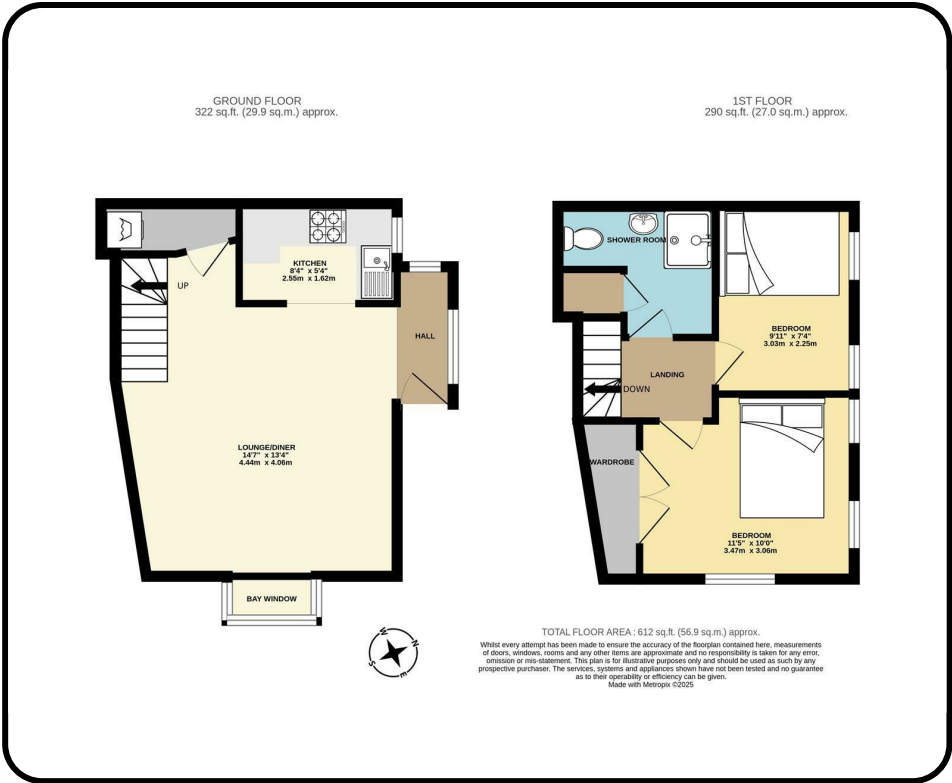 GROUND FLOOR
322 sq.ft. (29.9 sq.m.) approx.
1ST FLOOR
290 sq.ft. (27.0 sq.m.) approx.
UP
KITCHEN
8'4" x 5'4"
2.55m x 1.62m
HALL
LOUNGE/DINER
14'7" x 13'4"
4.44m x 4.06m
BAY WINDOW
SHOWER ROOM
BEDROOM
9'11" x 7'4"
3.03m x 2.25m
LANDING
DOWN
WARDROBE
BEDROOM
11'5" x 10'0"
3.47m x 3.06m
W
N
S
E
TOTAL FLOOR AREA : 612 sq.ft. (56.9 sq.m.) approx.
Whilst every attempt has been made to ensure the accuracy of the floorplan contained here, measurements
of doors, windows, rooms and any other items are approximate and no responsibility is taken for any error,
omission or mis-statement. This plan is for illustrative purposes only and should be used as such by any
prospective purchaser. The services, systems and appliances shown have not been tested and no guarantee
as to their operability or efficiency can be given.
Made with Metropix ©2025